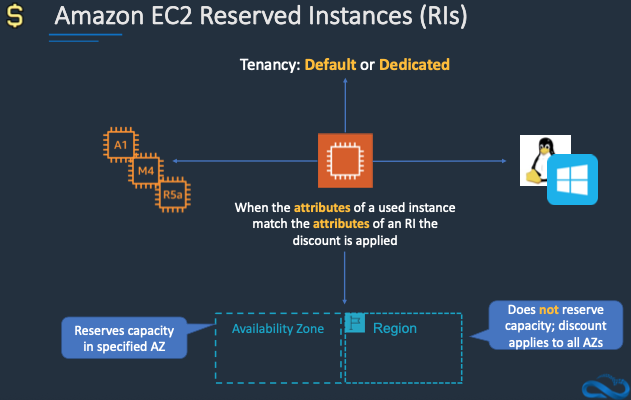 $ Amazon EC2 Reserved Instances (RIs)
Tenancy: Default or Dedicated
A1
M4
R5a
When the attributes of a used instance
match the attributes of an RI the
discount is applied
Reserves capacity
in specified AZ
Availability Zone
Region
Does not reserve
capacity; discount
applies to all AZs